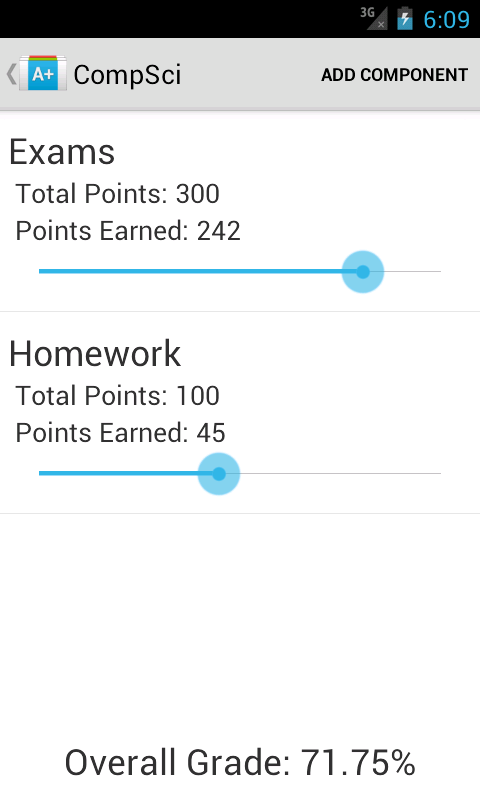 3G 6:09
A+ CompSci ADD COMPONENT
Exams
Total Points: 300
Points Earned: 242
Homework
Total Points: 100
Points Earned: 45
Overall Grade: 71.75%